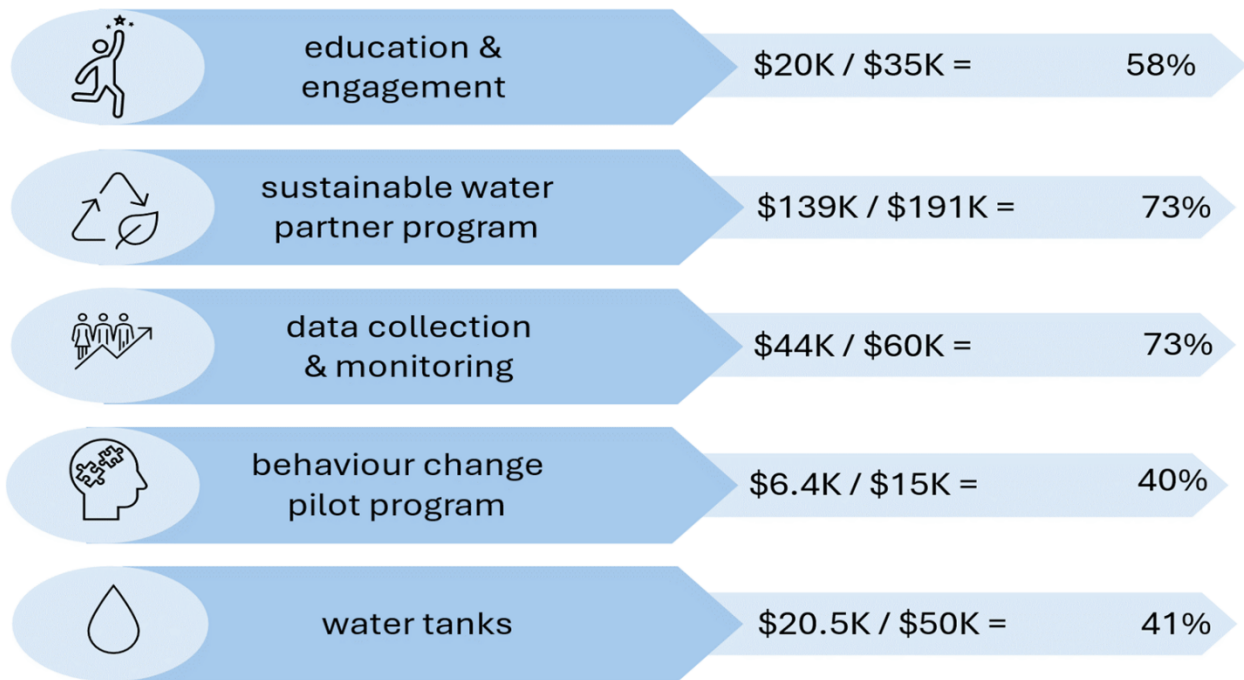 education &
engagement
$20K / $35K = 58%
sustainable water
partner program
$139K / $191K = 73%
data collection
& monitoring
$44K / $60K = 73%
behaviour change
pilot program
$6.4K / $15K = 40%
water tanks
$20.5K / $50K = 41%